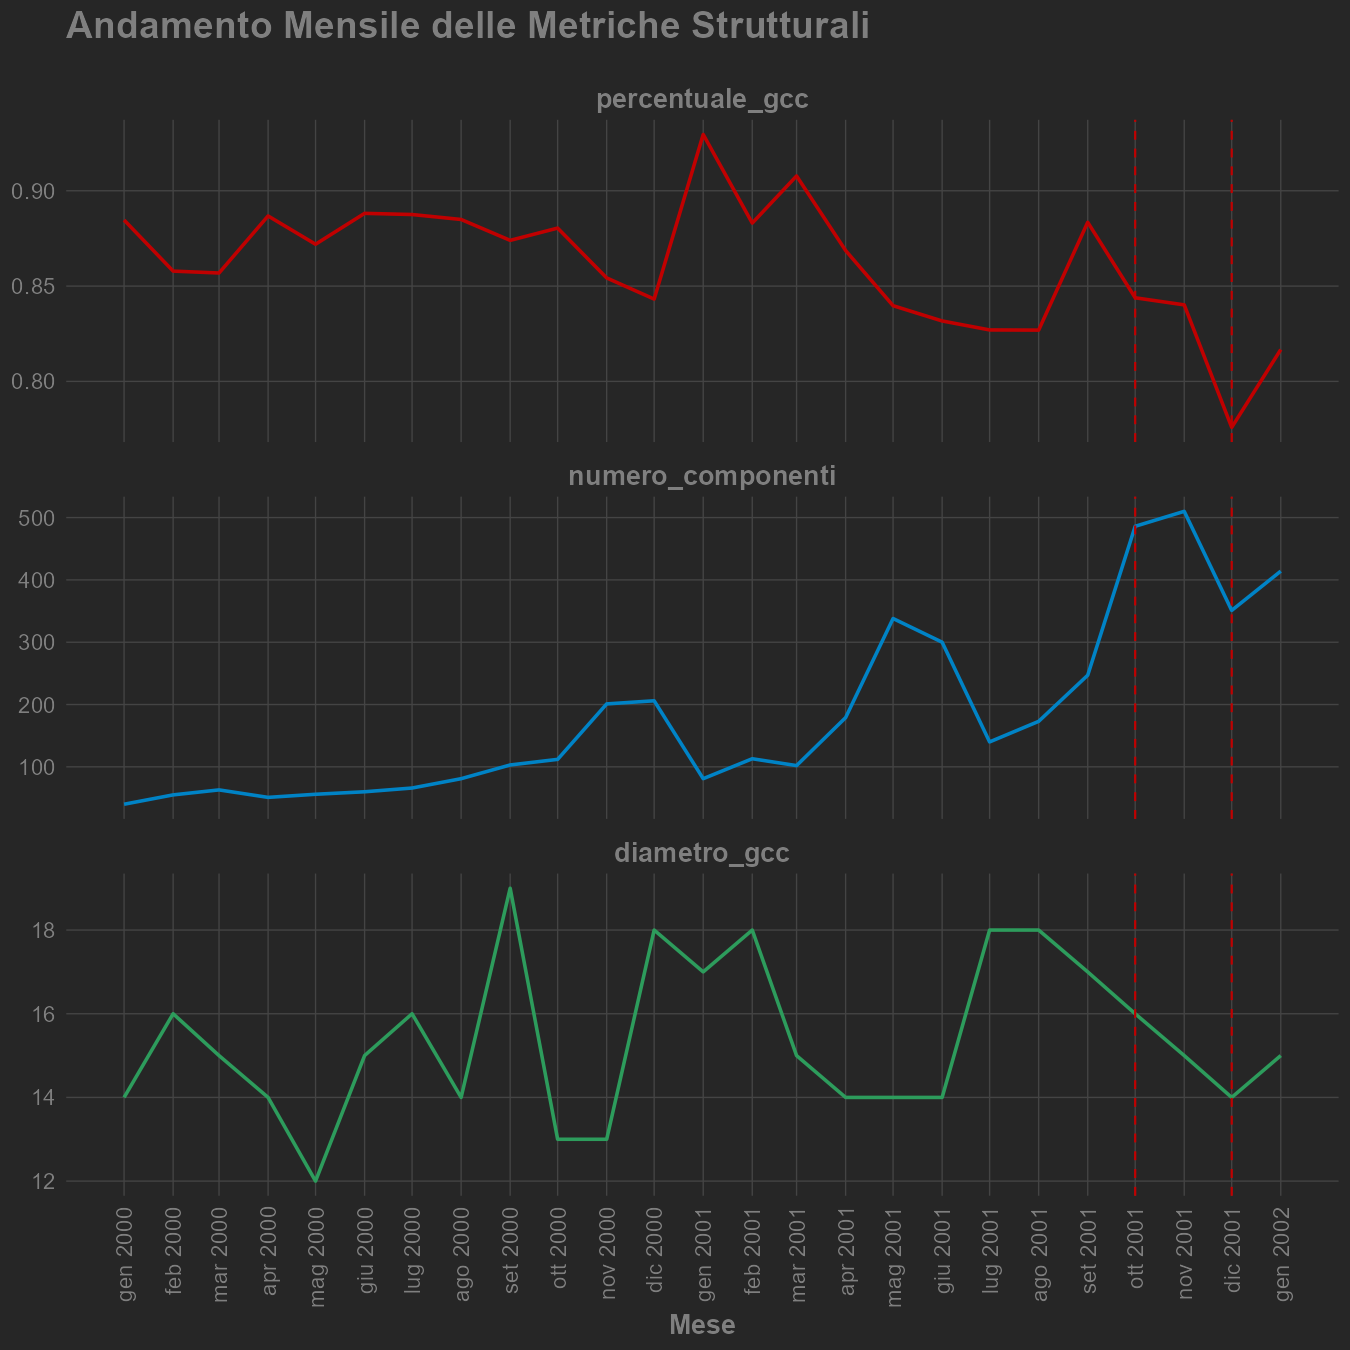 Andamento Mensile delle Metriche Strutturali
percentuale_gcc
0.90
0.85
0.80
numero_componenti
500
400
300
200
100
diametro_gcc
18
16
14
12
gen 2000
feb 2000
mar 2000
apr 2000
mag 2000
giu 2000
lug 2000
ago 2000
set 2000
ott 2000
nov 2000
dic 2000
gen 2001
feb 2001
mar 2001
apr 2001
mag 2001
giu 2001
lug 2001
ago 2001
set 2001
ott 2001
nov 2001
dic 2001
gen 2002
Mese